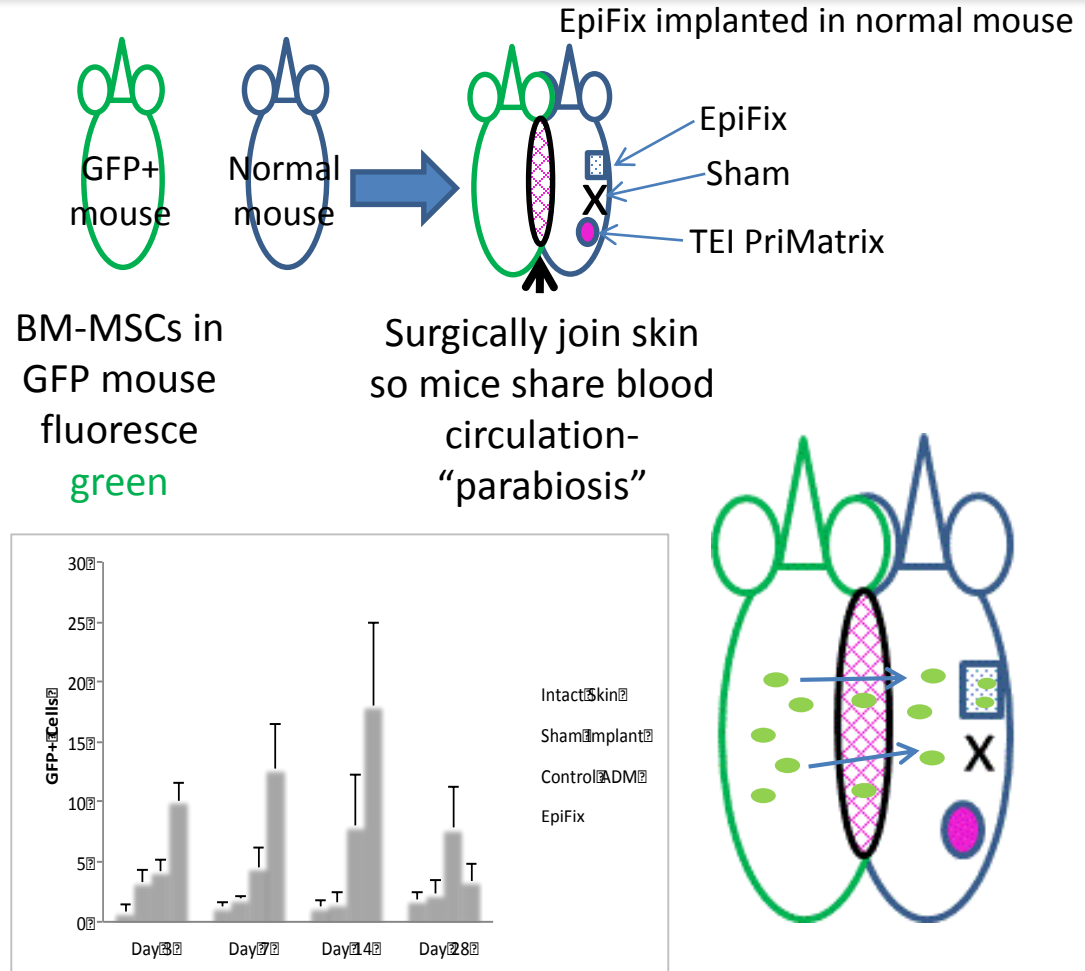 EpiFix implanted in normal mouse
GFP+
mouse
Normal
mouse
EpiFix
Sham
X
TEI PriMatrix
BM-MSCs in
GFP mouse
fluoresce
green
Surgically join skin
so mice share blood
circulation-
“parabiosis”
30
25
20
15
10
5
0
GFP+ Cells
Day 3
Day 7
Day 14
Day 28
Intact Skin
Sham Implant
Control ADM
EpiFix
X